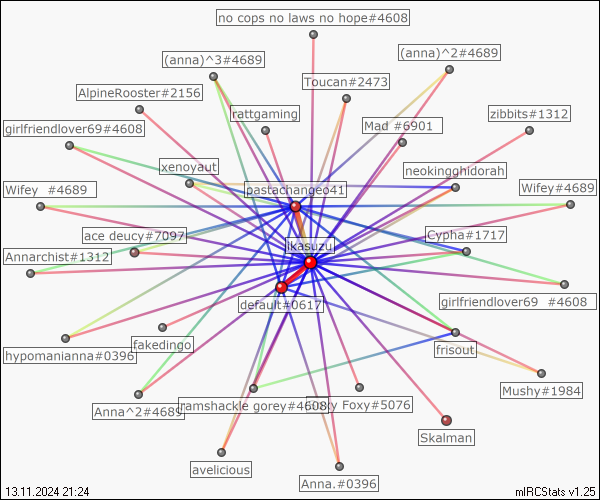 no cops no laws no hope#4608
(anna)^3#4689
(anna)^2#4689
Toucan#2473
AlpineRooster#2156
rattgaming
zibbits#1312
girlfriendlover69#4608
Mad #6901
xenoyaut
neokingghidorah
pastachange041
Wifey #4689
Wifey#4689
ace deucy#7097
Cypha#1717
ikasuzu
Annarchist#1312
default#0617
girlfriendlover69 #4608
fakedingo
frisout
hypomanianna#0396
Mushy#1984
Anna^2#4689
ramshackle gorey#4608
Foxy#5076
Skalman
avelicious
Anna.#0396
13.11.2024 21:24
mIRCStats v1.25